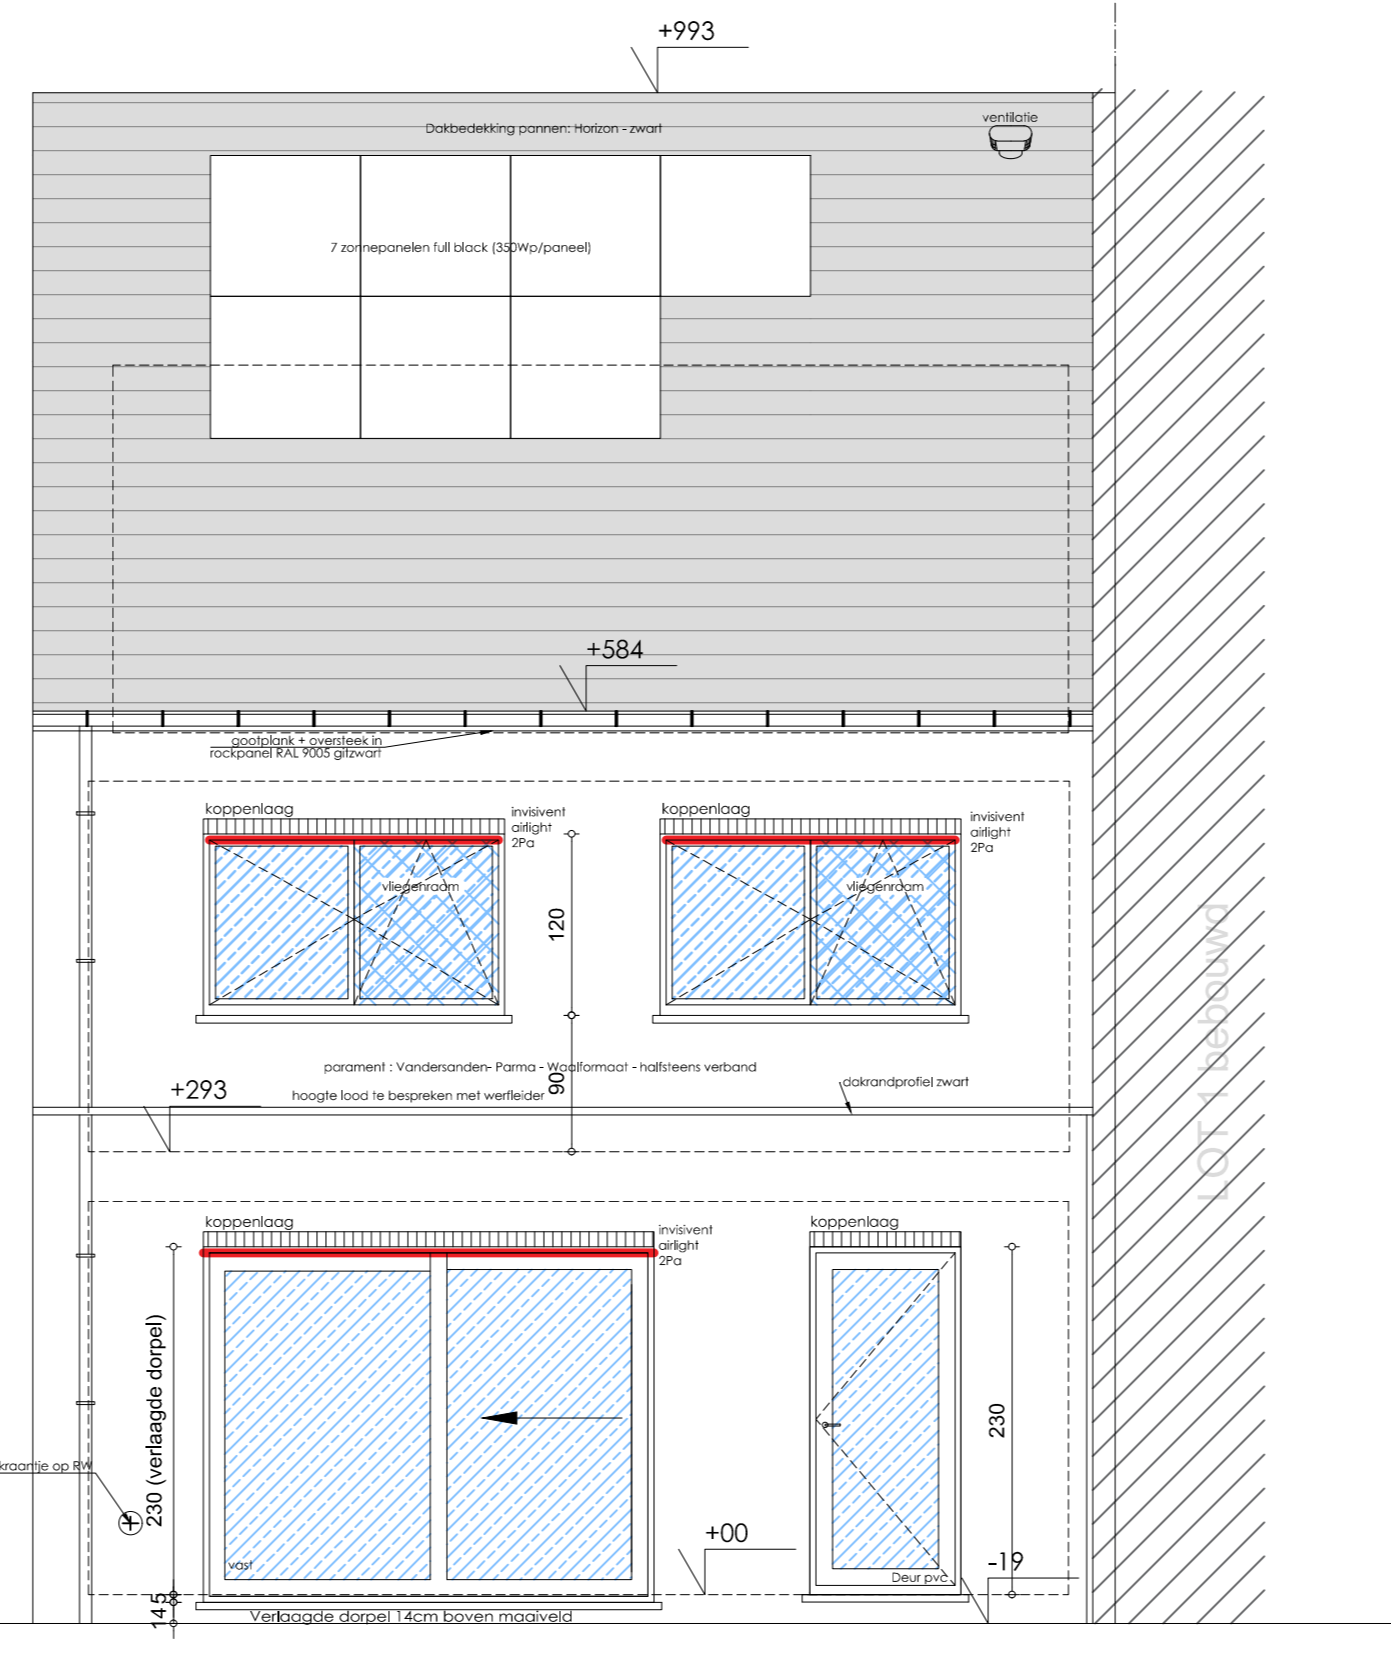 +993
ventilatie
Dakbedekking pannen: Horizon - zwart
7 zonnepanelen full black (350Wp/paneel)
+584
gootplank + oversteek in
rockpanel RAL 9005 gitzwart
koppenlaag
invisivent
airlight
2Pa
vliegenraam
120
koppenlaag
invisivent
airlight
2Pa
vliegenraam
LOT 1 bebouwd
parament : Vandersanden- Parma - Waalformaat - halfsteens verband
90
hoogte lood te bespreken met werfleider
+293
dakrandprofiel zwart
koppenlaag
invisivent
airlight
2Pa
koppenlaag
230 (verlaagde dorpel)
230
kraantje op RW
vast
+00
Deur pvc
-19
14
5
Verlaagde dorpel 14cm boven maaiveld